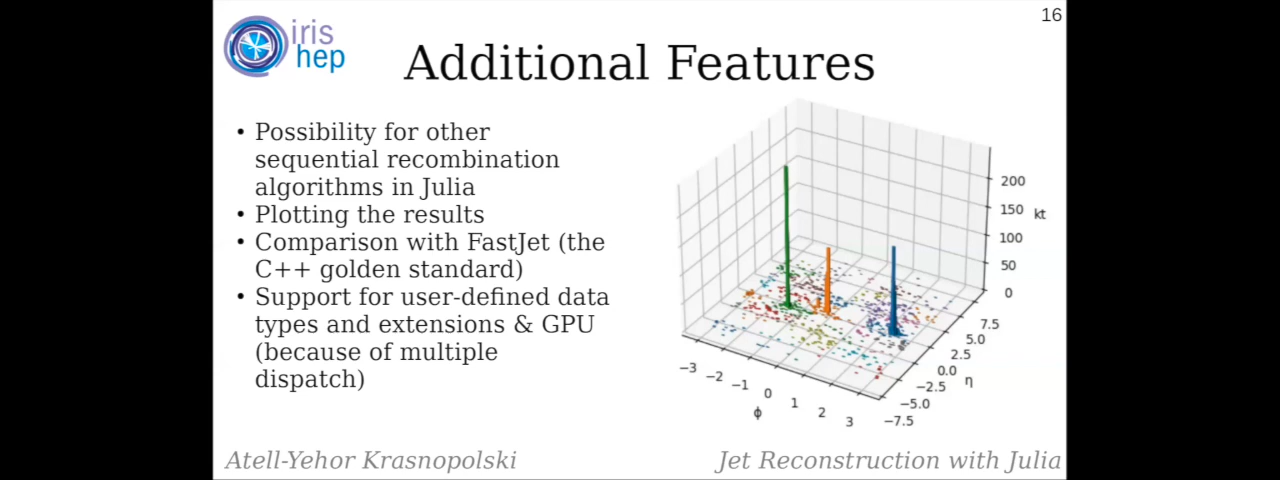 16
iris
hep
Additional Features
• Possibility for other
sequential recombination
algorithms in Julia
• Plotting the results
• Comparison with FastJet (the
C++ golden standard)
• Support for user-defined data
types and extensions & GPU
(because of multiple
dispatch)
200
150
kt
100
50
0
7.5
5.0
2.5
0.0
η
−2.5
−5.0
−7.5
−3
−2
−1
0
1
2
3
ϕ
Atell-Yehor Krasnopolski
Jet Reconstruction with Julia